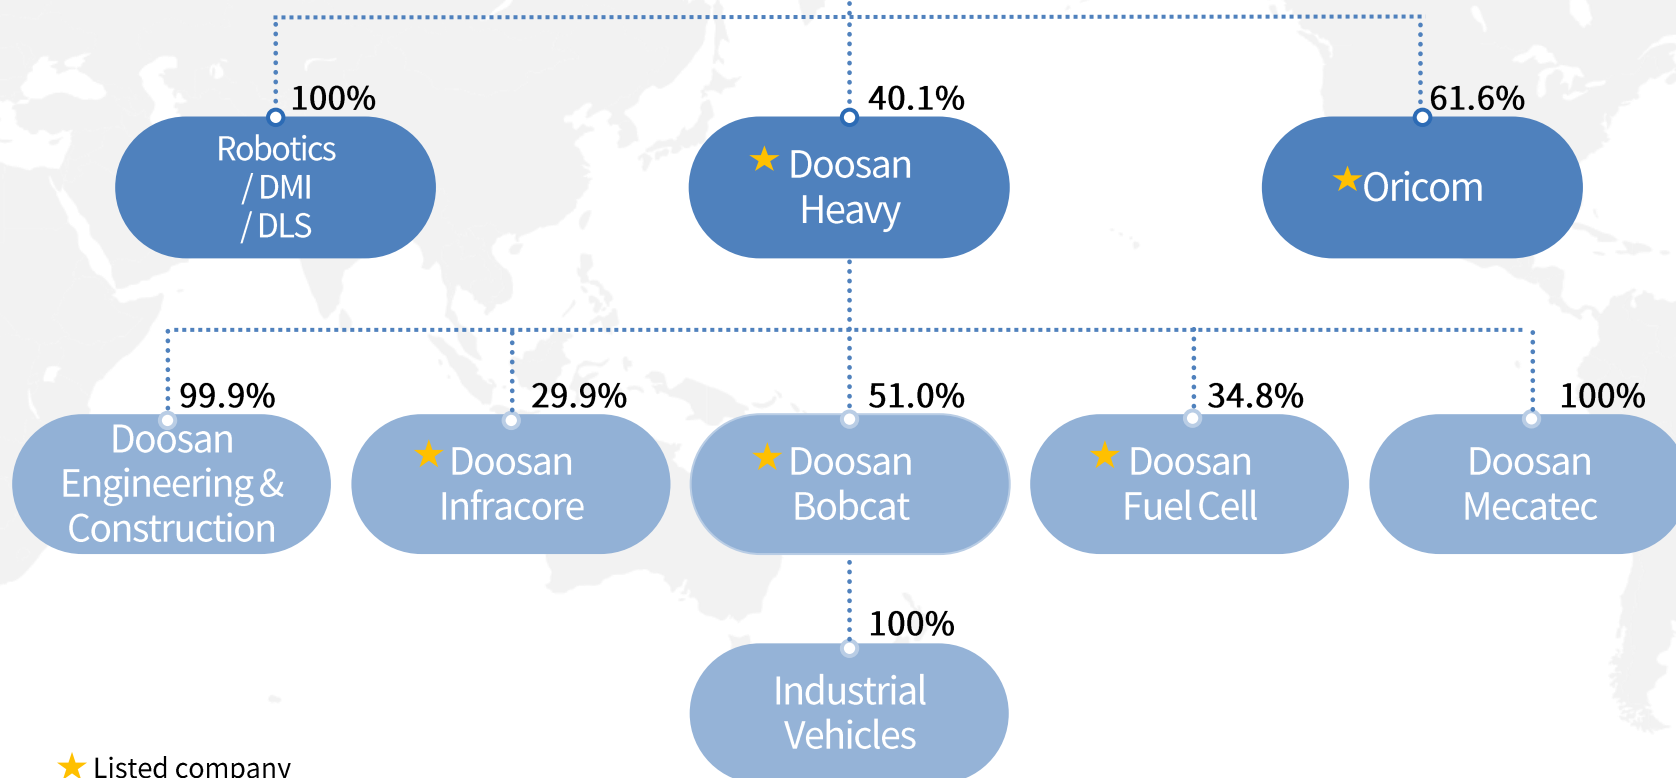 100%
40.1%
61.6%
Robotics
/ DMI
/ DLS
Doosan
Heavy
Oricom
99.9%
29.9%
51.0%
34.8%
100%
Doosan
Engineering &
Construction
Doosan
Infracore
Doosan
Bobcat
Doosan
Fuel Cell
Doosan
Mecatec
100%
Industrial
Vehicles
Listed company